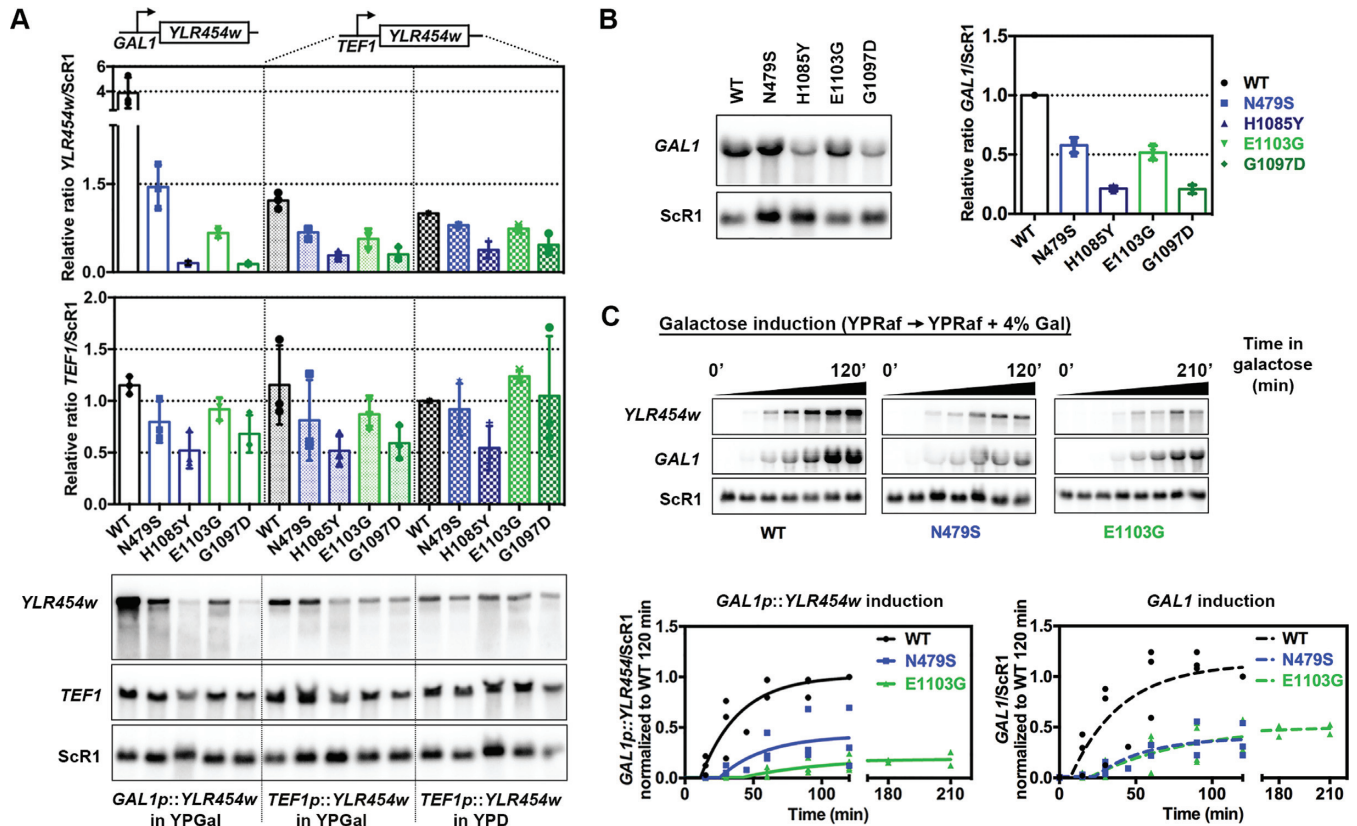 A
GAL1 YLR454w
TEF1 YLR454w
Relative ratio YLR454w/ScR1
6
4
1.5
0.0
Relative ratio TEF1/ScR1
2.0
1.5
1.0
0.5
0.0
WT N479S H1085Y E1103G G1097D WT N479S H1085Y E1103G G1097D WT N479S H1085Y E1103G G1097D
YLR454w
TEF1
ScR1
GAL1p::YLR454w TEF1p::YLR454w TEF1p::YLR454w
in YPGal in YPGal in YPD
B
WT N479S H1085Y E1103G G1097D
GAL1
ScR1
Relative ratio GAL1/ScR1
1.5
1.0
0.5
0.0
WT N479S H1085Y E1103G G1097D
WT
N479S
H1085Y
E1103G
G1097D
C
Galactose induction (YPRaf → YPRaf + 4% Gal)
0’ 120’ 0’ 120’ 0’ 210’
Time in
galactose
(min)
YLR454w
GAL1
ScR1
WT N479S E1103G
GAL1p::YLR454w induction
GAL1p::YLR454/ScR1
normalized to WT 120 min
1.5
1.0
0.5
0.0
0 50 100 180 210
Time (min)
WT
N479S
E1103G
GAL1 induction
GAL1/ScR1
normalized to WT 120 min
1.5
1.0
0.5
0.0
0 50 100 180 210
Time (min)
WT
N479S
E1103G